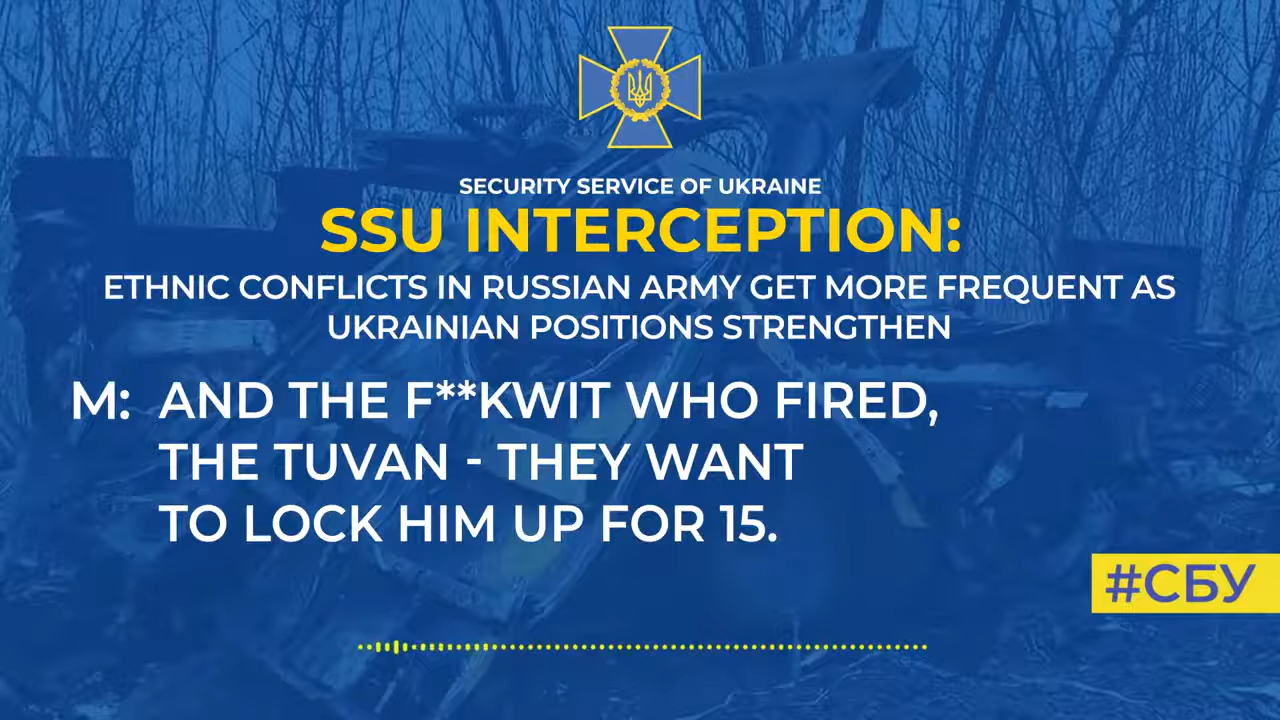 SECURITY SERVICE OF UKRAINE
SSU INTERCEPTION:
ETHNIC CONFLICTS IN RUSSIAN ARMY GET MORE FREQUENT AS
UKRAINIAN POSITIONS STRENGTHEN
M: AND THE F**KWIT WHO FIRED,
THE TUVAN - THEY WANT
TO LOCK HIM UP FOR 15.
#СБУ